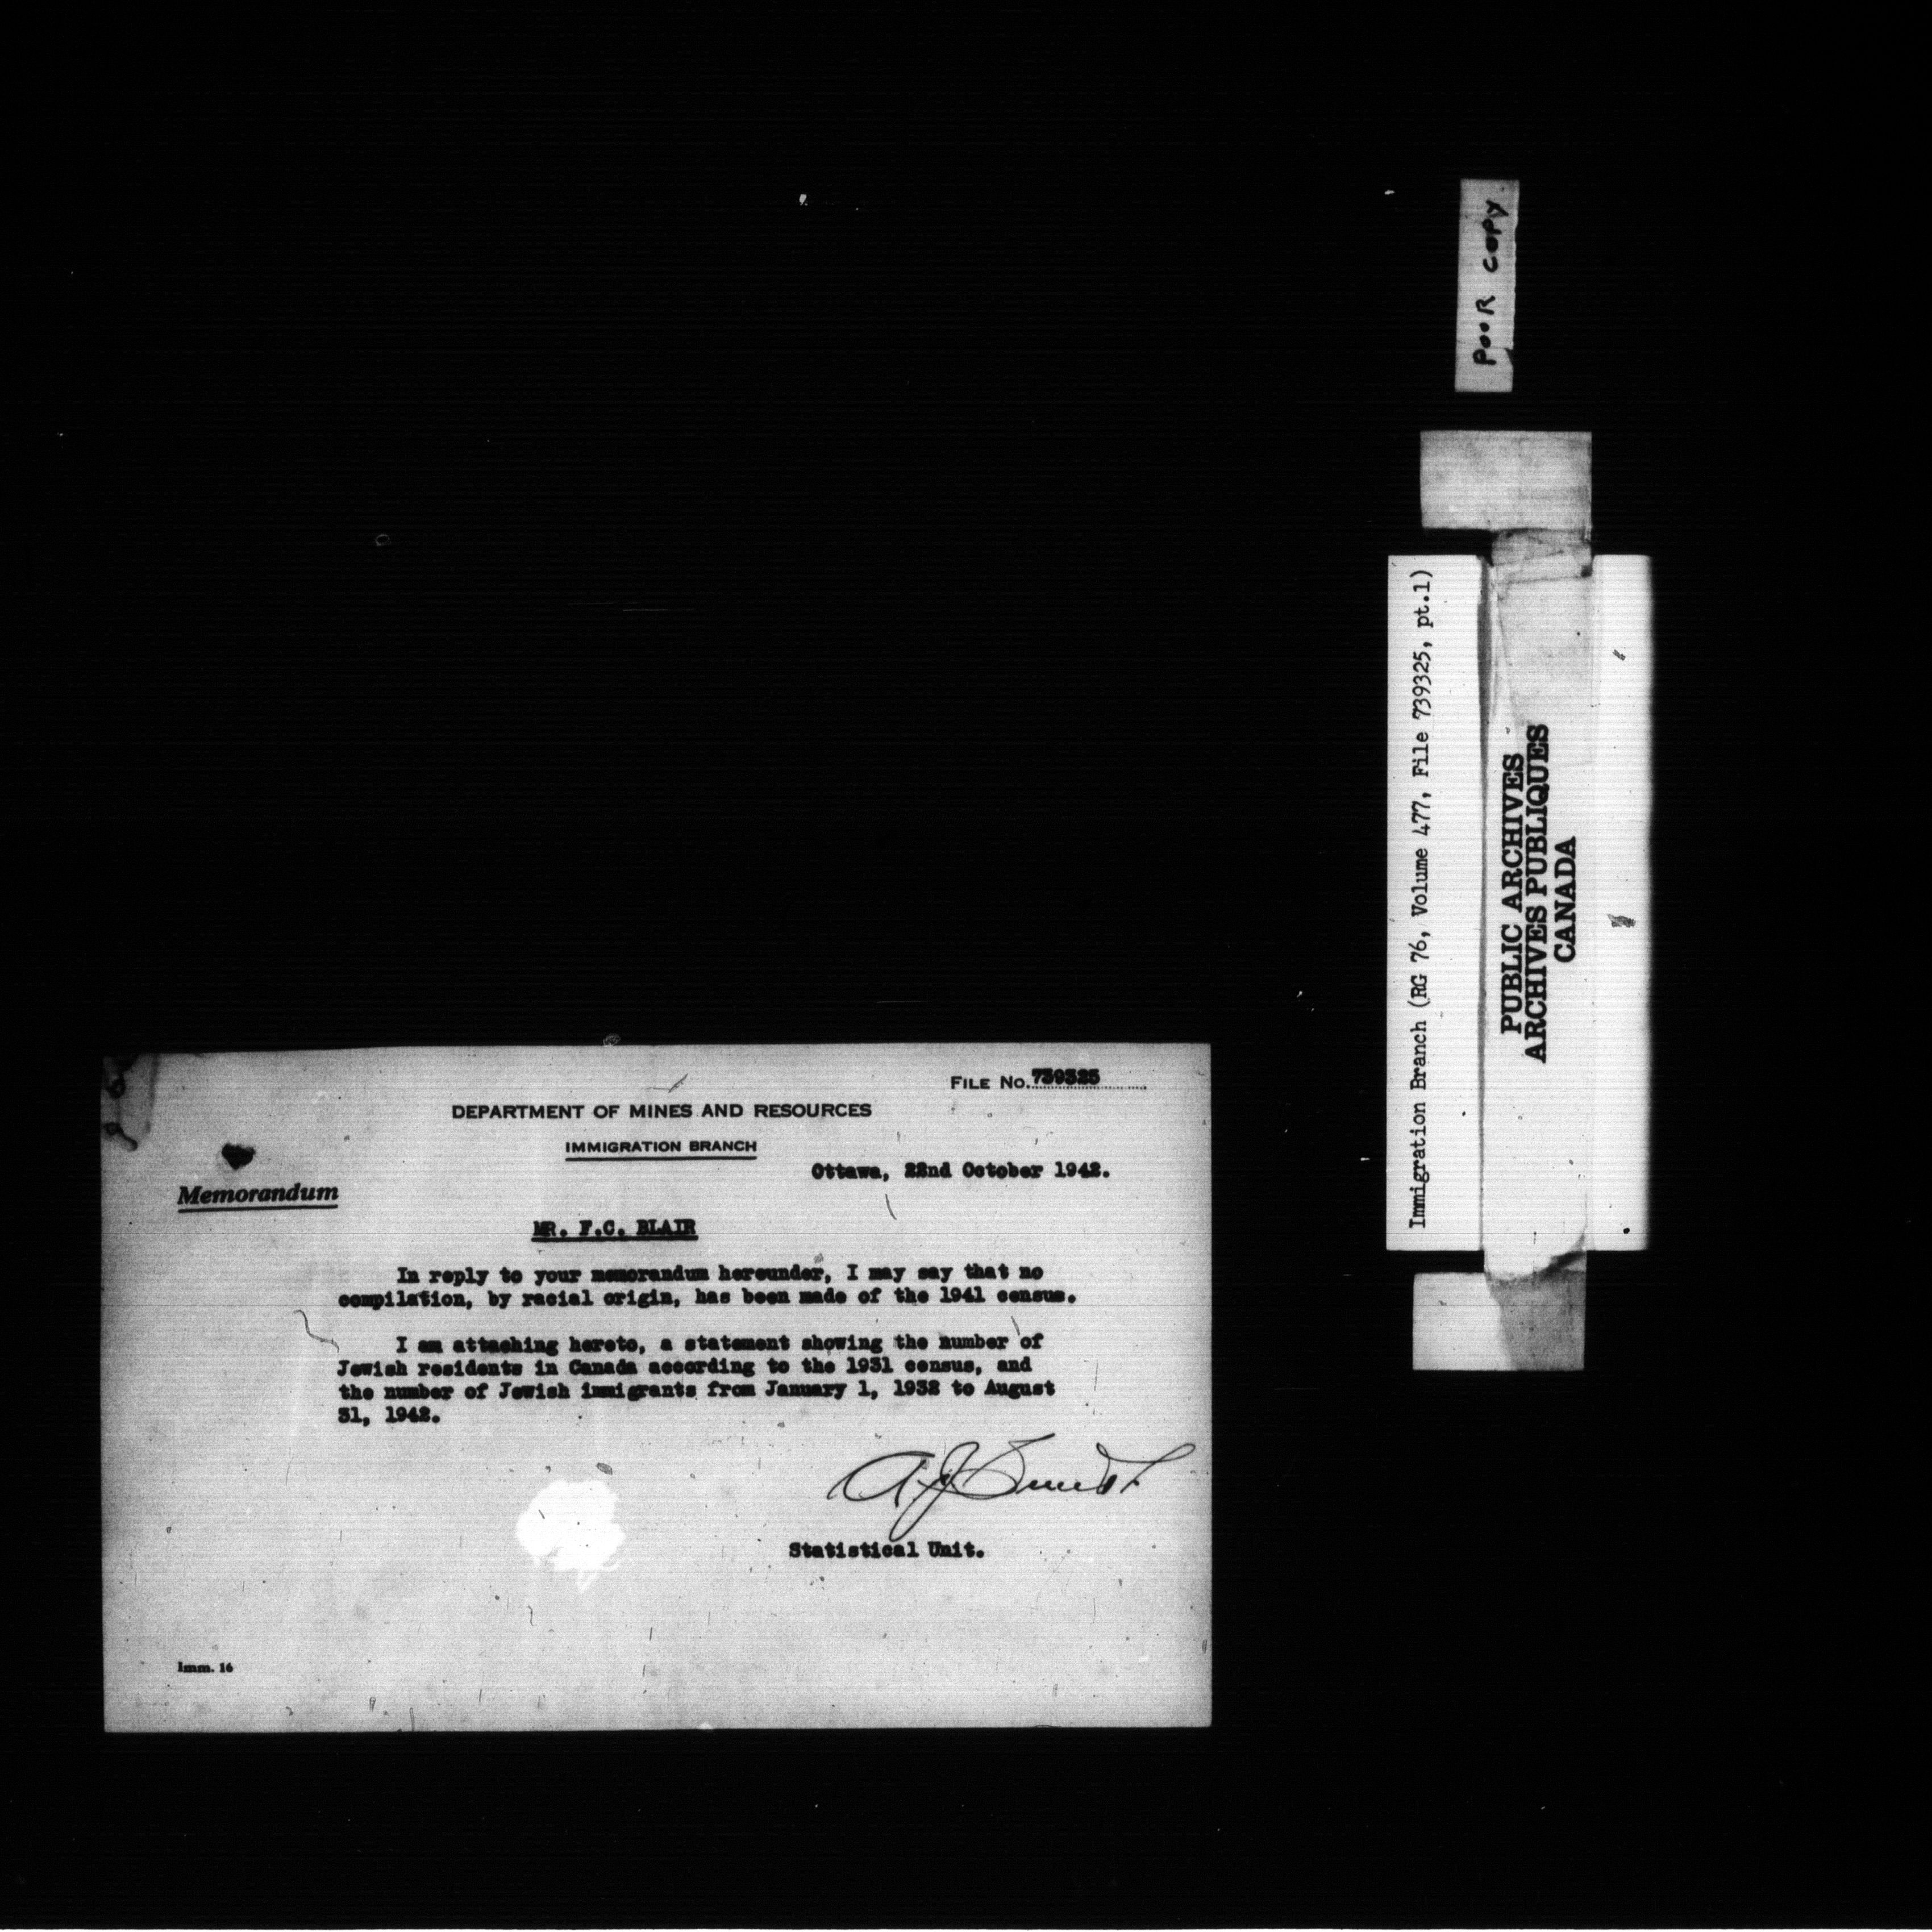 FILE NO. 739325
DEPARTMENT OF MINES AND RESOURCES
IMMIGRATION BRANCH
Ottawa, 22nd October 1942.
Memorandum
MR. F.C. BLAIR
In reply to your memorandum hereunder, I may say that no
compilation, by racial origin, has been made of the 1941 census.
I am attaching hereto, a statement showing the number of
Jewish residents in Canada according to the 1931 census, and
the number of Jewish immigrants from January 1, 1932 to August
31, 1942.
Statistical Unit.
Imm. 16
POOR COPY
Immigration Branch (RG 76, Volume 477, File 739325, pt.1)
PUBLIC ARCHIVES
ARCHIVES PUBLIQUES
CANADA